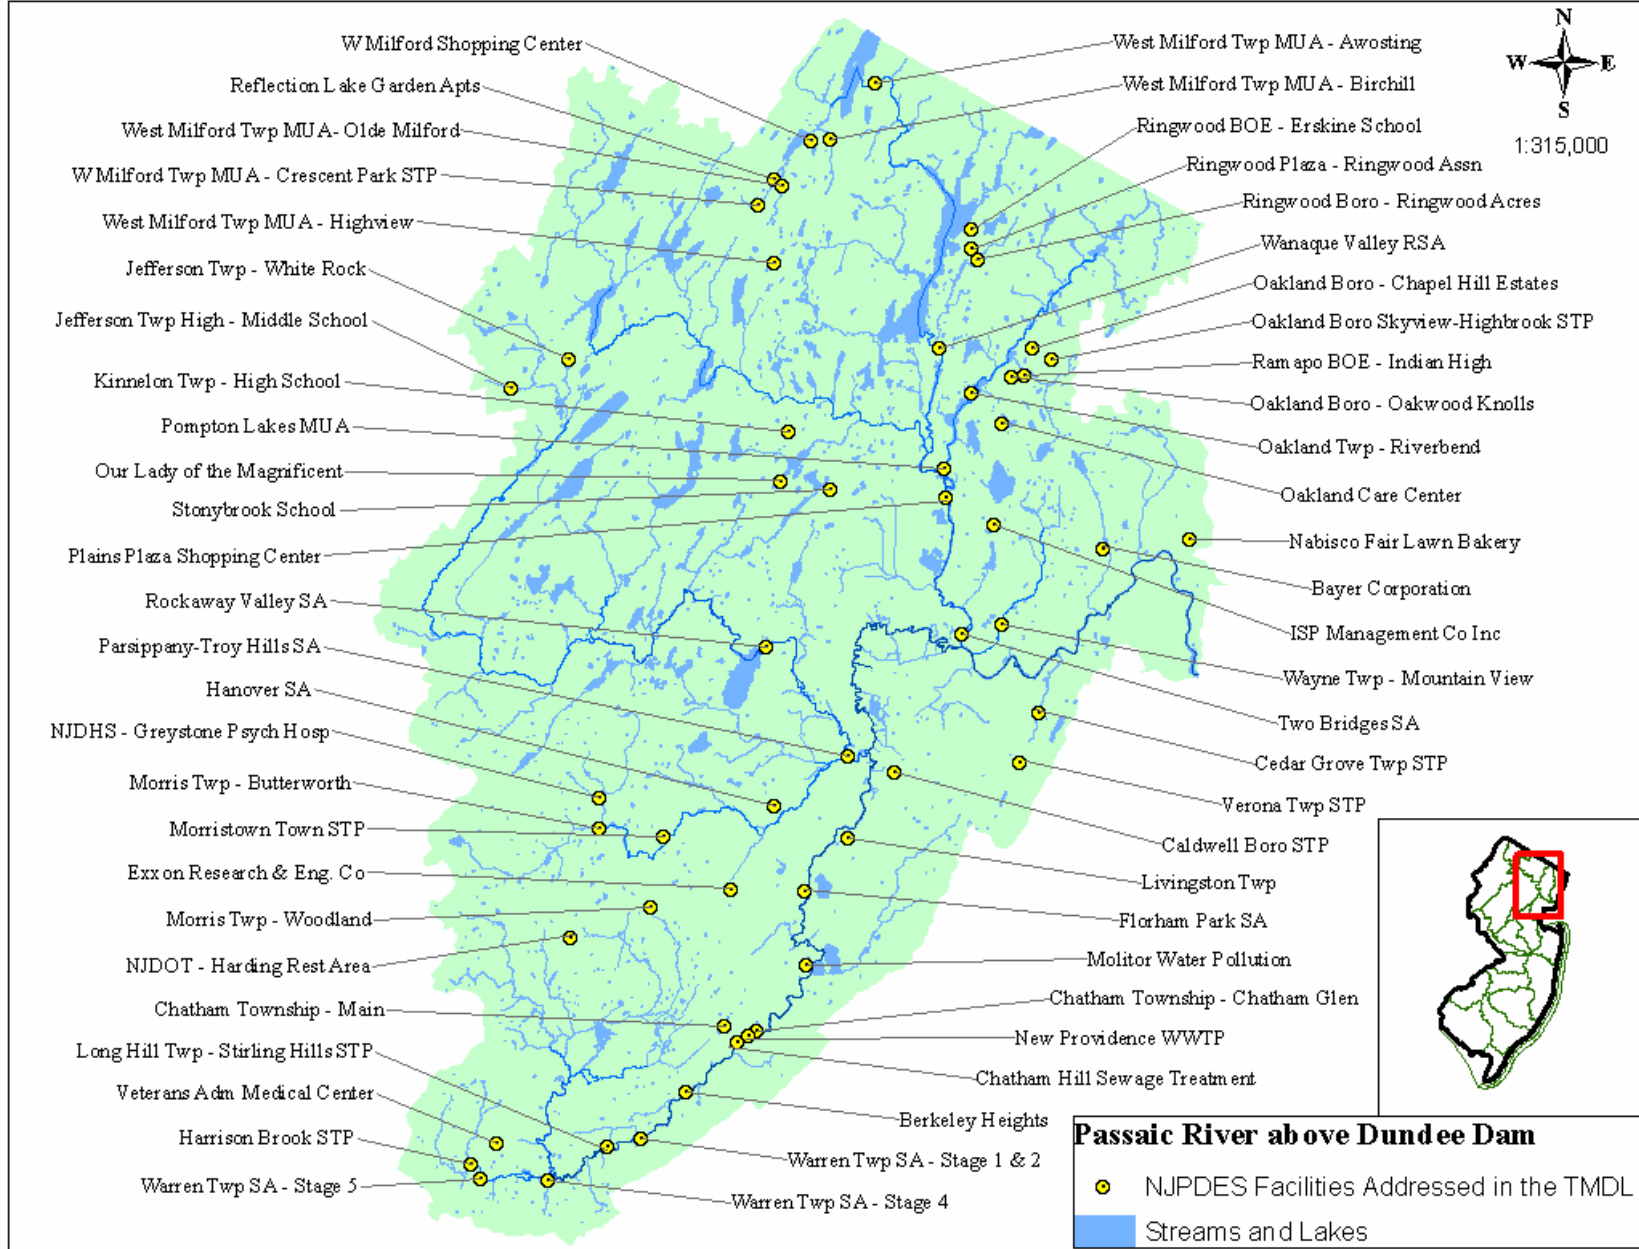 W Milford Shopping Center
Reflection Lake Garden Apts
West Milford Twp MUA- Olde Milford
W Milford Twp MUA - Crescent Park STP
West Milford Twp MUA - Highview
Jefferson Twp - White Rock
Jefferson Twp High - Middle School
Kinnelon Twp - High School
Pompton Lakes MUA
Our Lady of the Magnificent
Stonybrook School
Plains Plaza Shopping Center
Rockaway Valley SA
Parsippany-Troy Hills SA
Hanover SA
NJDHS - Greystone Psych Hosp
Morris Twp - Butterworth
Morristown Town STP
Exxon Research & Eng. Co
Morris Twp - Woodland
NJDOT - Harding Rest Area
Chatham Township - Main
Long Hill Twp - Stirling Hills STP
Veterans Adm Medical Center
Harrison Brook STP
Warren Twp SA - Stage 5
West Milford Twp MUA - Awosting
West Milford Twp MUA - Birchill
Ringwood BOE - Erskine School
Ringwood Plaza - Ringwood Assn
Ringwood Boro - Ringwood Acres
Wanaque Valley RSA
Oakland Boro - Chapel Hill Estates
Oakland Boro Skyview-Highbrook STP
Ramapo BOE - Indian High
Oakland Boro - Oakwood Knolls
Oakland Twp - Riverbend
Oakland Care Center
Nabisco Fair Lawn Bakery
Bayer Corporation
ISP Management Co Inc
Wayne Twp - Mountain View
Two Bridges SA
Cedar Grove Twp STP
Verona Twp STP
Caldwell Boro STP
Livingston Twp
Florham Park SA
Molitor Water Pollution
Chatham Township - Chatham Glen
New Providence WWTP
Chatham Hill Sewage Treatment
Berkeley Heights
Warren Twp SA - Stage 1 & 2
Warren Twp SA - Stage 4
N
W E
S
1:315,000
Passaic River above Dundee Dam
NJPDES Facilities Addressed in the TMDL
Streams and Lakes